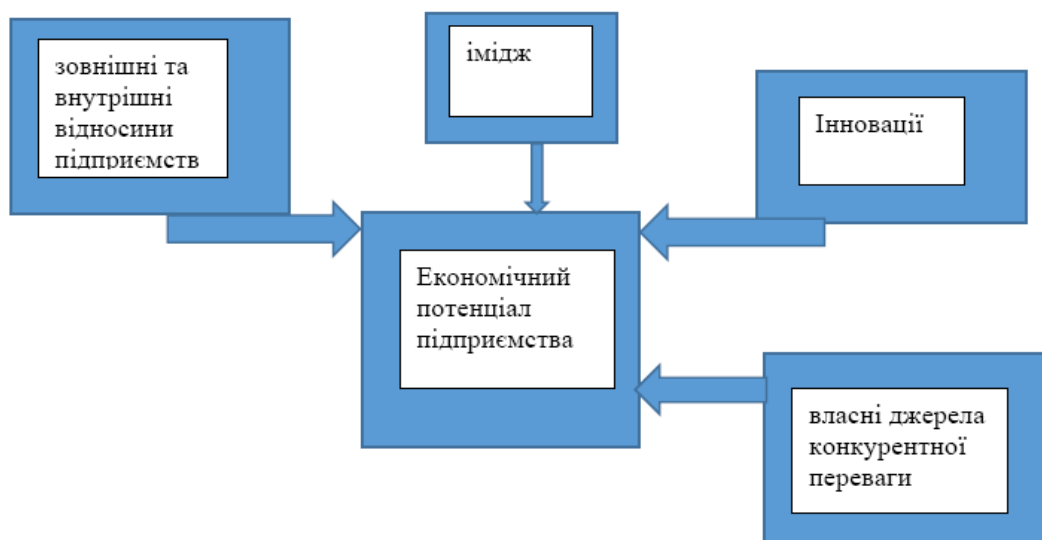 зовнішні та
внутрішні
відносини
підприємств
імідж
Інновації
Економічний
потенціал
підприємства
власні джерела
конкурентної
переваги